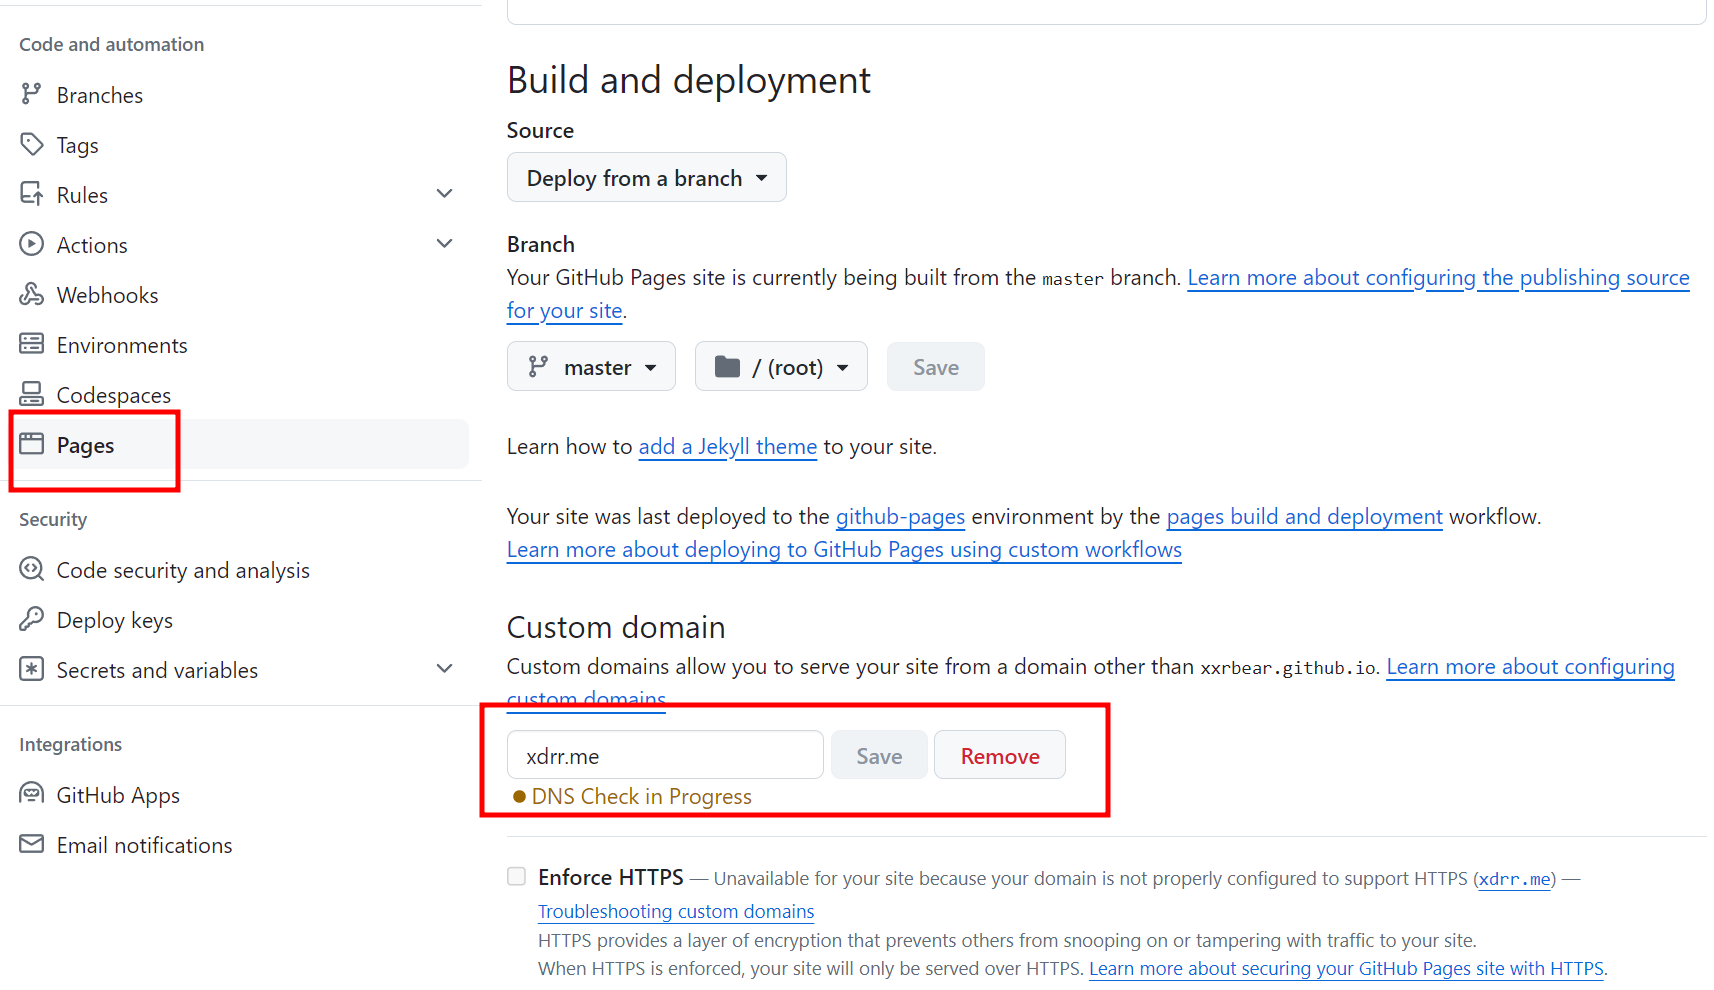 Code and automation
Branches
Tags
Rules
Actions
Webhooks
Environments
Codespaces
Pages
Security
Code security and analysis
Deploy keys
Secrets and variables
Integrations
GitHub Apps
Email notifications
Build and deployment
Source
Deploy from a branch
Branch
Your GitHub Pages site is currently being built from the master branch. Learn more about configuring the publishing source
for your site.
master
/ (root)
Save
Learn how to add a Jekyll theme to your site.
Your site was last deployed to the github-pages environment by the pages build and deployment workflow.
Learn more about deploying to GitHub Pages using custom workflows
Custom domain
Custom domains allow you to serve your site from a domain other than xxrbear.github.io. Learn more about configuring
custom domains
xdrr.me
Save
Remove
DNS Check in Progress
Enforce HTTPS — Unavailable for your site because your domain is not properly configured to support HTTPS (xdrr.me) —
Troubleshooting custom domains
HTTPS provides a layer of encryption that prevents others from snooping on or tampering with traffic to your site.
When HTTPS is enforced, your site will only be served over HTTPS. Learn more about securing your GitHub Pages site with HTTPS.